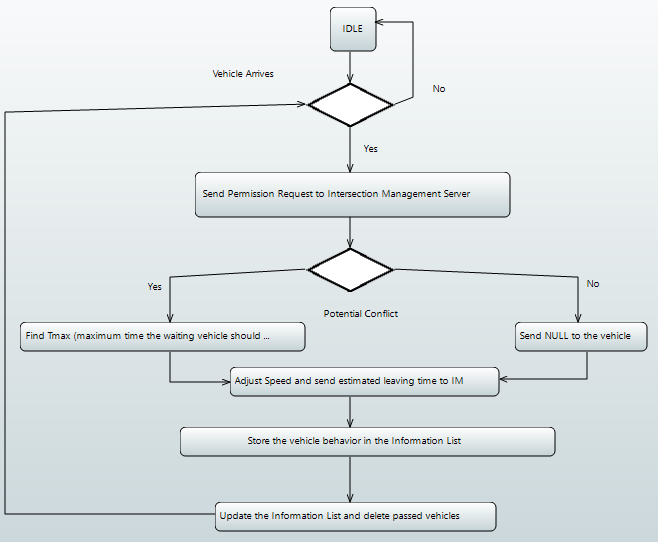 IDLE
Vehicle Arrives
No
Yes
Send Permission Request to Intersection Management Server
Yes
No
Potential Conflict
Find Tmax (maximum time the waiting vehicle should ...
Send NULL to the vehicle
Adjust Speed and send estimated leaving time to IM
Store the vehicle behavior in the Information List
Update the Information List and delete passed vehicles